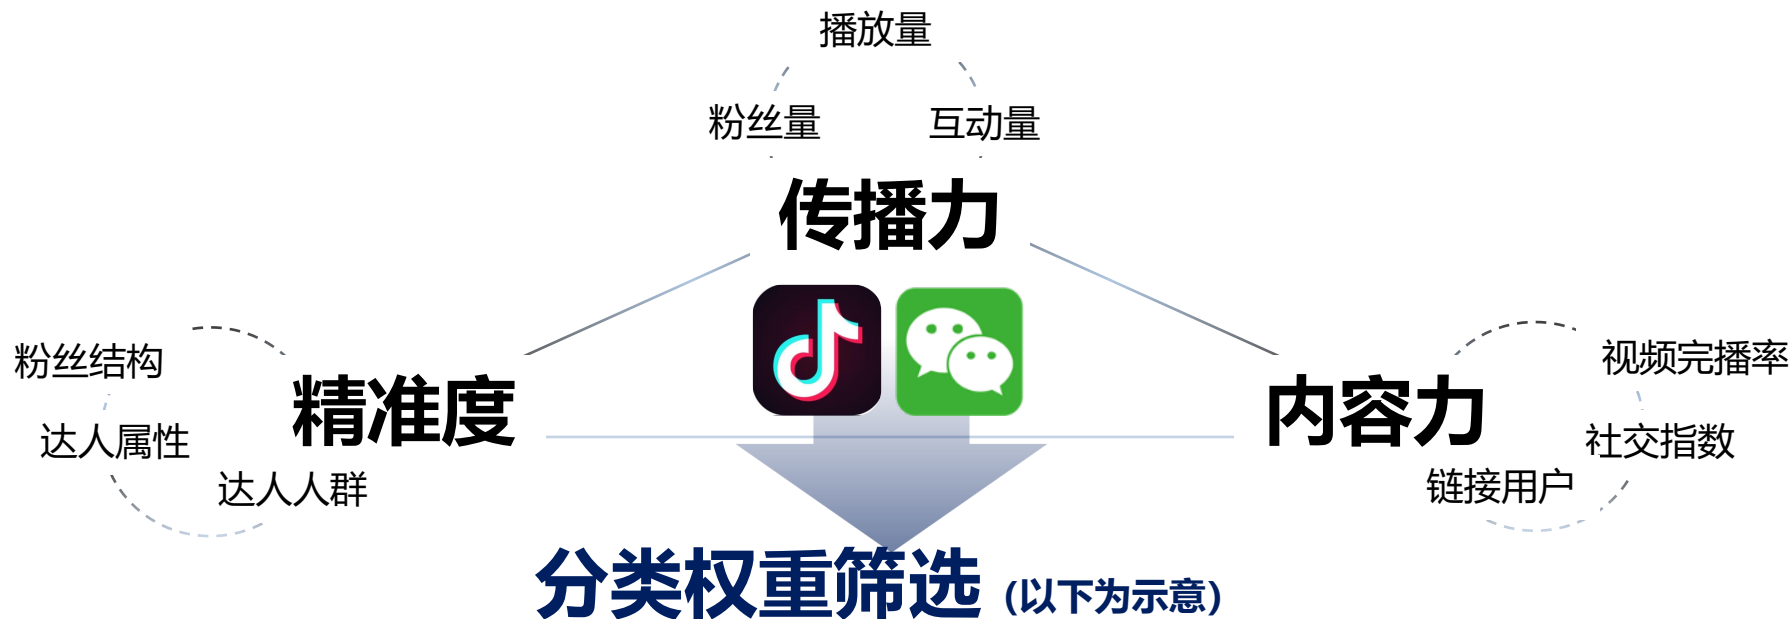 播放量
粉丝量
互动量
传播力
粉丝结构
精准度
达人属性
达人人群
视频完播率
内容力
社交指数
链接用户
分类权重筛选 (以下为示意)